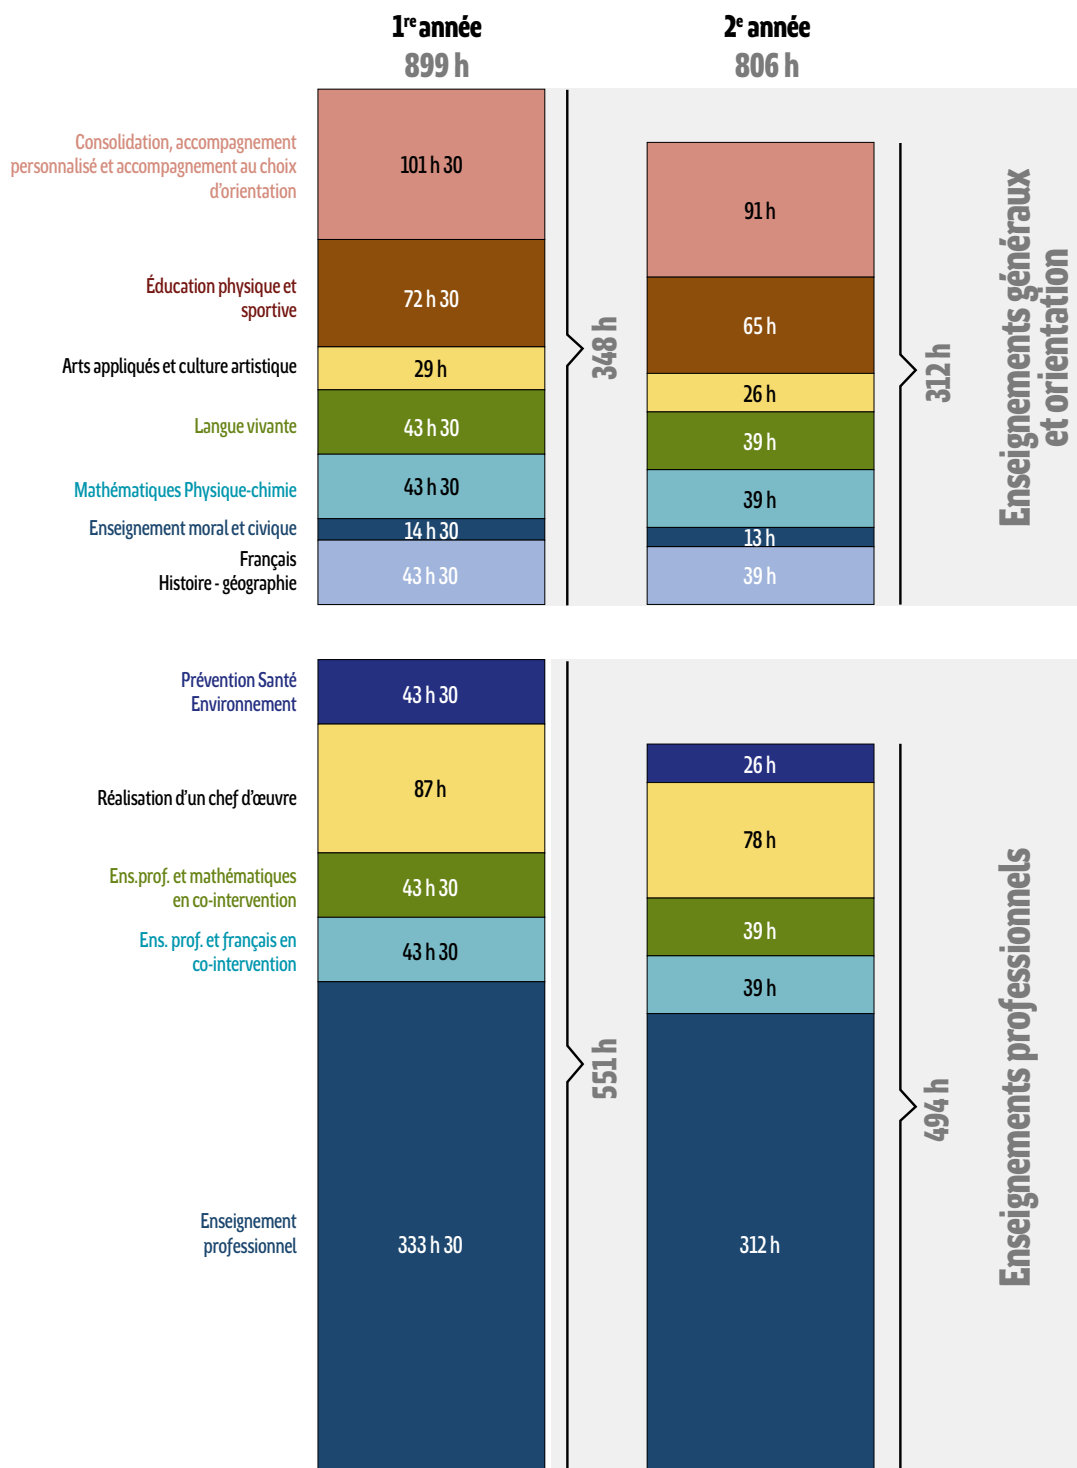 1re année
2e année
899 h
806 h
Consolidation, accompagnement
personnalisé et accompagnement au choix
d’orientation
101 h 30
91 h
Éducation physique et
sportive
72 h 30
65 h
Arts appliqués et culture artistique
29 h
26 h
Langue vivante
43 h 30
39 h
Mathématiques Physique-chimie
43 h 30
39 h
Enseignement moral et civique
14 h 30
13 h
Français
Histoire - géographie
43 h 30
39 h
348 h
312 h
Enseignements généraux
et orientation
Prévention Santé
Environnement
43 h 30
26 h
Réalisation d’un chef d’œuvre
87 h
78 h
Ens.prof. et mathématiques
en co-intervention
43 h 30
39 h
Ens. prof. et français en
co-intervention
43 h 30
39 h
Enseignement
professionnel
333 h 30
312 h
551 h
494 h
Enseignements professionnels